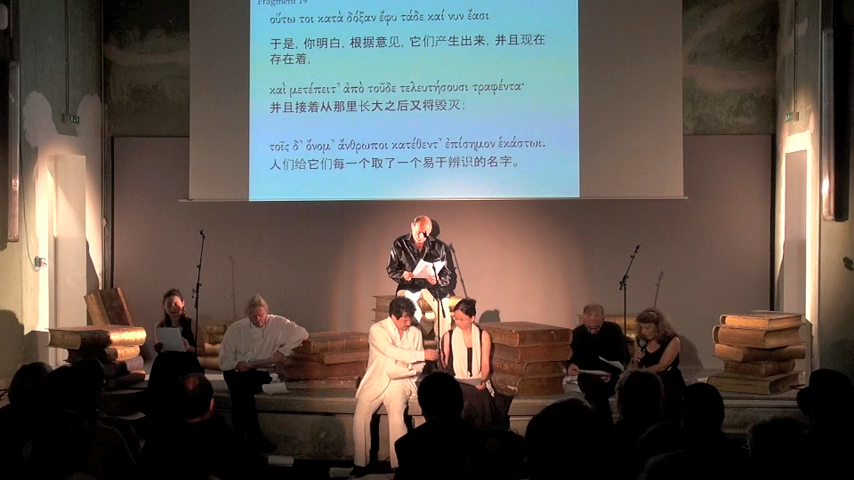 Fragment 19
οὕτω τοι κατὰ δόξαν ἔφυ τάδε καί νυν ἔασι
于是, 你明白, 根据意见, 它们产生出来, 并且现在
存在着,
καὶ μετέπειτ’ ἀπὸ τοῦδε τελευτήσουσι τραφέντα·
并且接着从那里长大之后又将毁灭:
τοῖς δ’ ὄνομ’ ἄνθρωποι κατέθεντ’ ἐπίσημον ἑκάστωι.
人们给它们每一个取了一个易于辨识的名字。